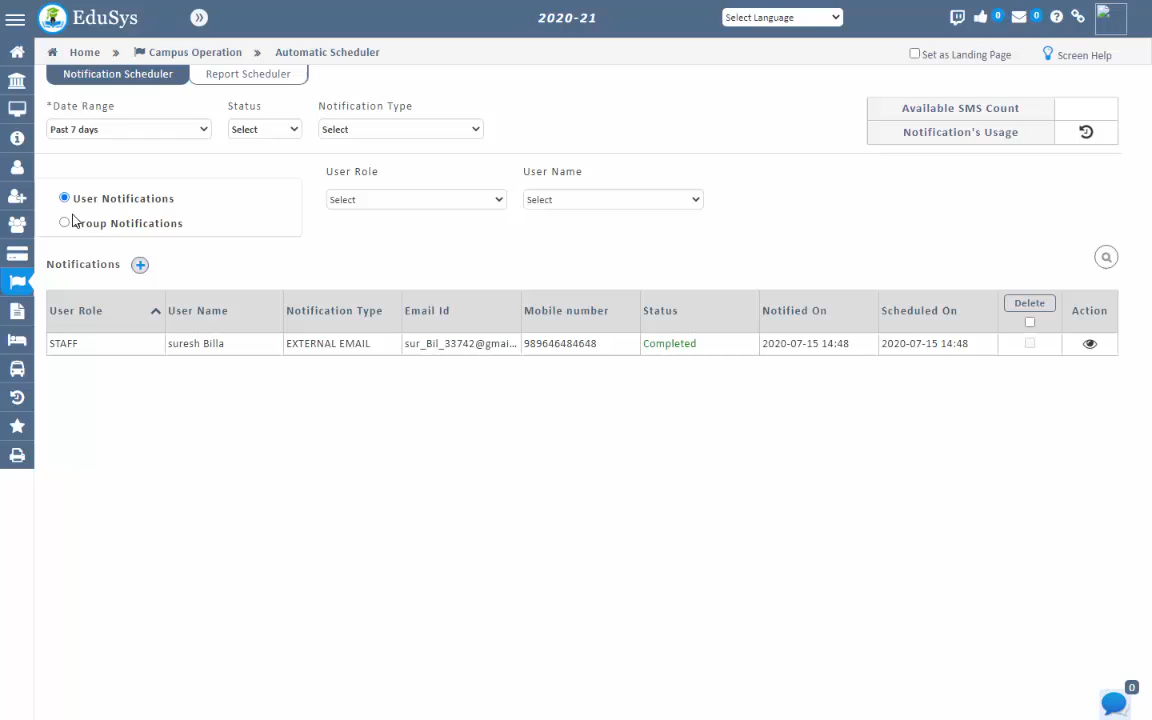 EduSys
2020-21
Select Language
0
0
Home » Campus Operation » Automatic Scheduler
Set as Landing Page
Screen Help
Notification Scheduler
Report Scheduler
*Date Range
Status
Notification Type
Past 7 days
Select
Select
Available SMS Count
Notification's Usage
User Role
User Name
User Notifications
Select
Select
Group Notifications
Notifications
User Role
User Name
Notification Type
Email Id
Mobile number
Status
Notified On
Scheduled On
Delete
Action
STAFF
suresh Billa
EXTERNAL EMAIL
sur_Bil_33742@gmai...
989646484648
Completed
2020-07-15 14:48
2020-07-15 14:48
0